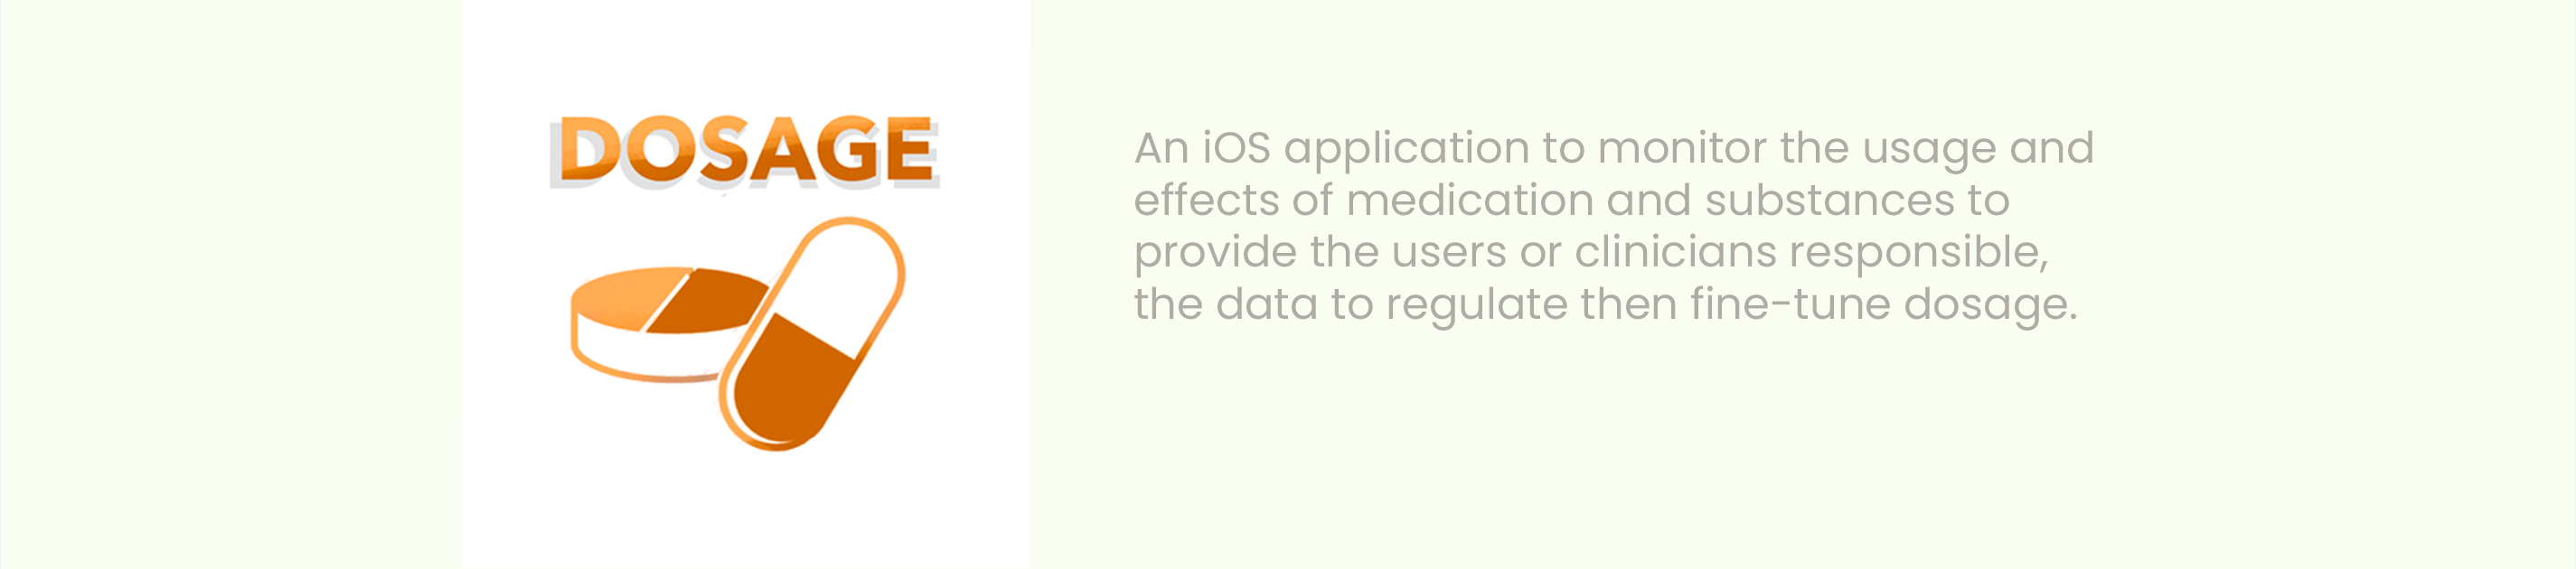 DOSAGE
An iOS application to monitor the usage and
effects of medication and substances to
provide the users or clinicians responsible,
the data to regulate then fine-tune dosage.